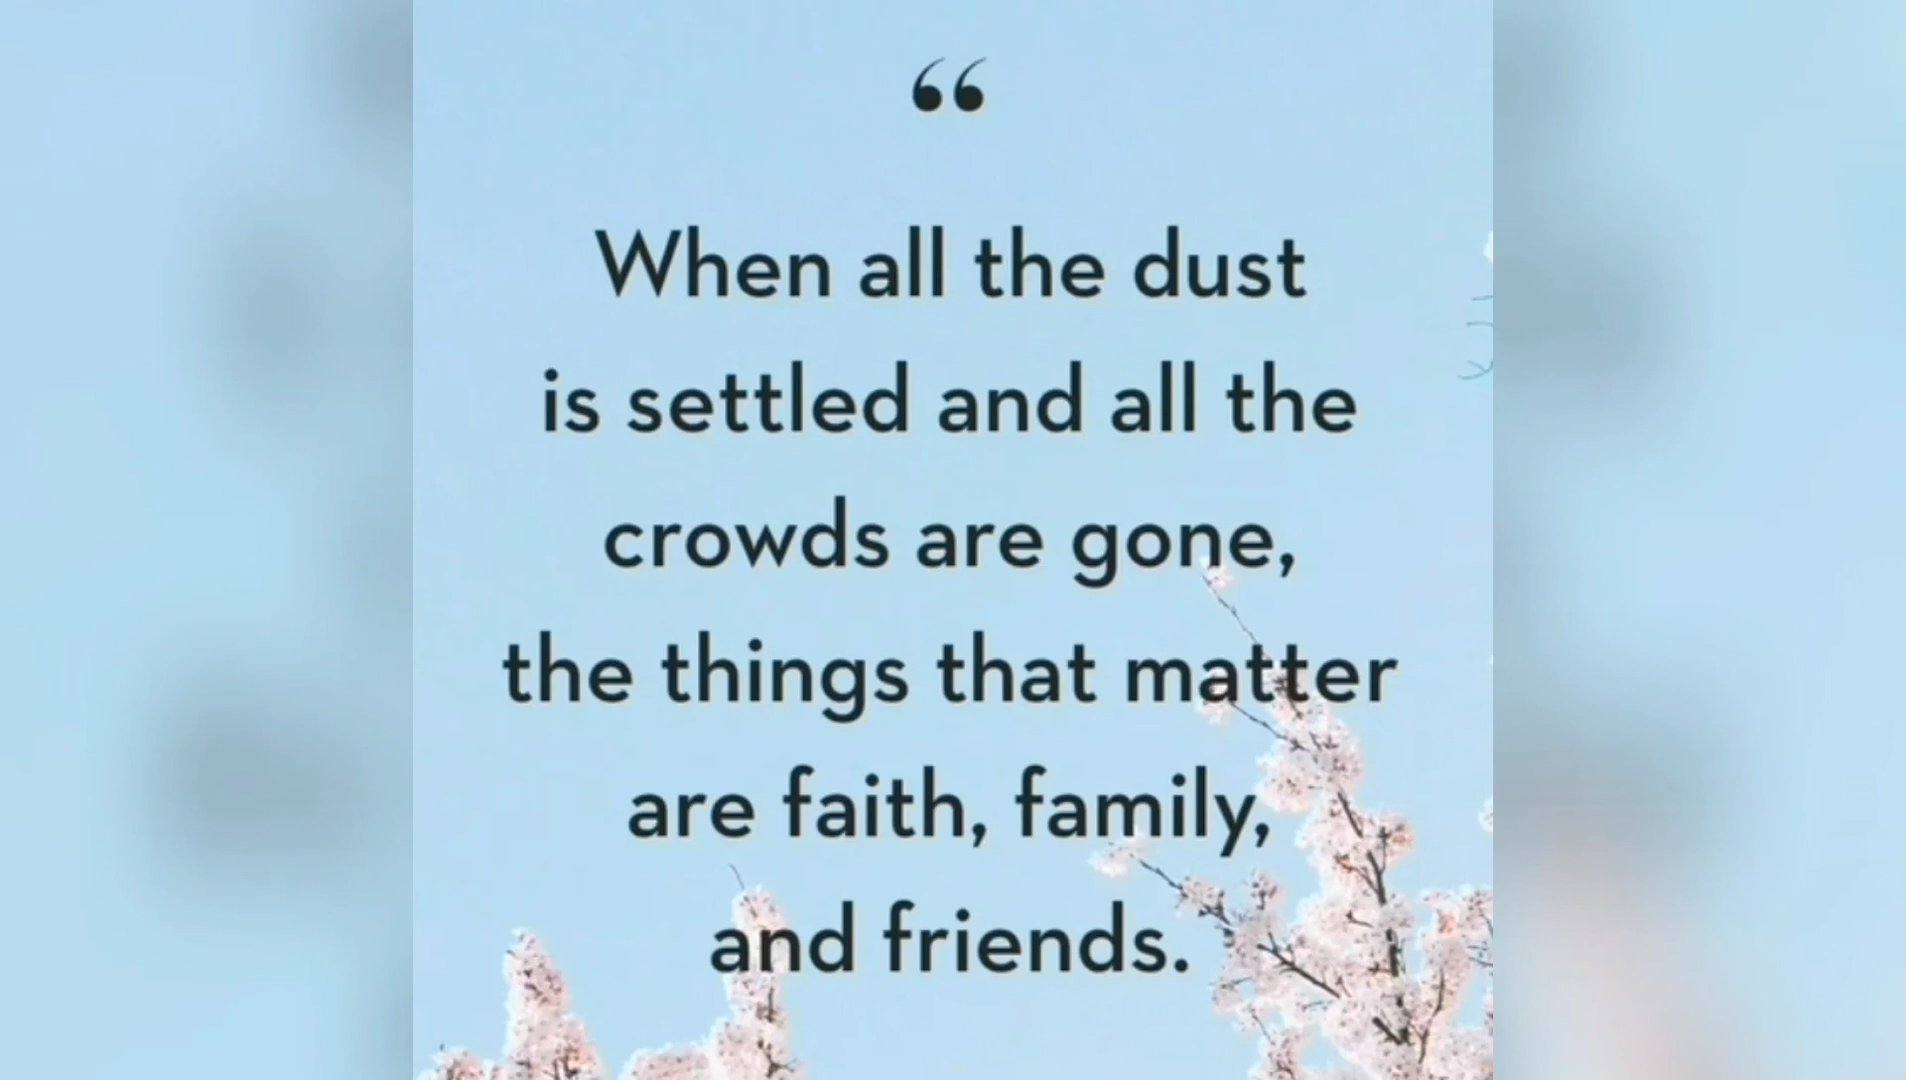 “
When all the dust
is settled and all the
crowds are gone,
the things that matter
are faith, family,
and friends.